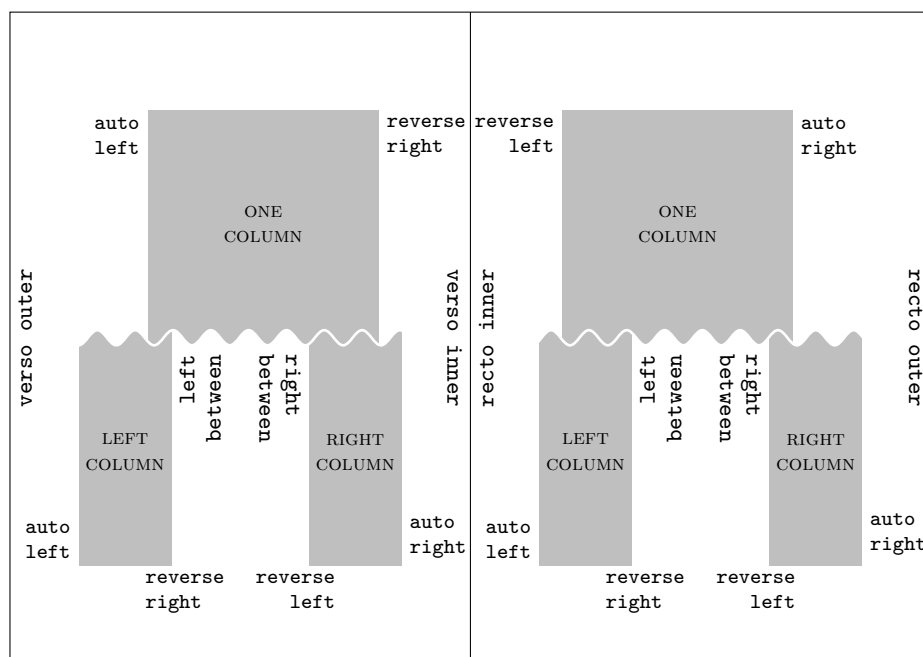 auto
left
reverse
right
reverse
left
auto
right
ONE
COLUMN
ONE
COLUMN
verso outer
verso inner
recto inner
recto outer
left
between
between
right
left
between
between
right
LEFT
COLUMN
RIGHT
COLUMN
LEFT
COLUMN
RIGHT
COLUMN
auto
left
auto
right
auto
left
auto
right
reverse
right
reverse
left
reverse
right
reverse
left